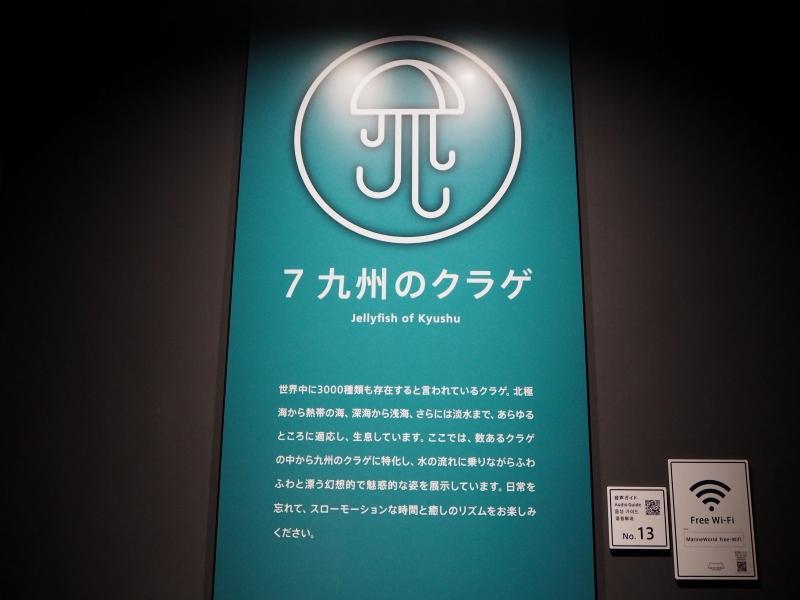 7 九州のクラゲ
Jellyfish of Kyushu
世界中に3000種類も存在すると言われているクラゲ。北極
海から熱帯の海、深海から浅海、さらには淡水まで、あらゆる
ところに適応し、生息しています。ここでは、数あるクラゲ
の中から九州のクラゲに特化し、水の流れに乗りながらふわ
ふわと漂う幻想的で魅惑的な姿を展示しています。日常を
忘れて、スローモーションな時間と癒しのリズムをお楽しみ
ください。
音声ガイド
Audio Guide
음성 가이드
语音解说
No.13
Free Wi-Fi
MarineWorld Free-WiFi